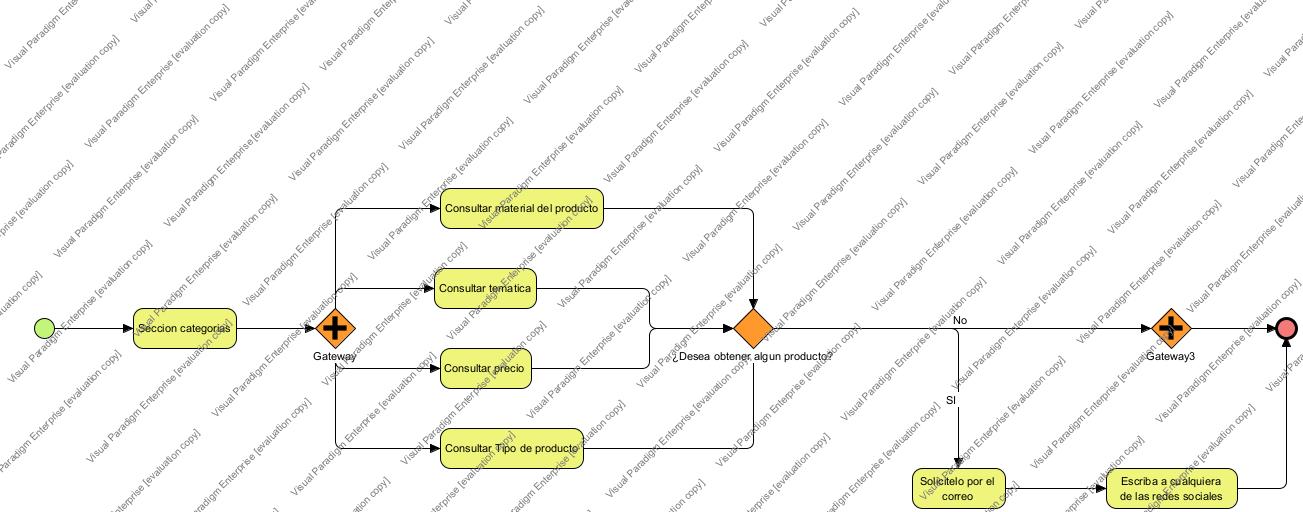 Seccion categorias
Gateway
Consultar material del producto
Consultar tematica
Consultar precio
Consultar Tipo de producto
¿Desea obtener algun producto?
No
SI
Solicitelo por el
correo
Escriba a cualquiera
de las redes sociales
Gateway3
Visual Paradigm Enterprise [evaluation copy]